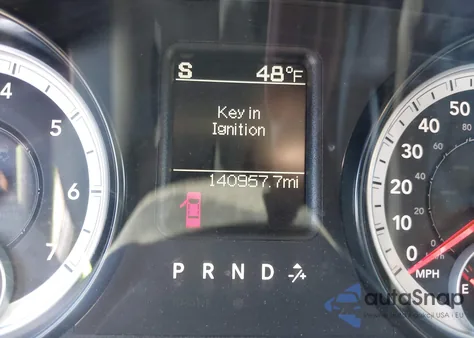 S 48°F
Key in
Ignition
140957.7mi
P R N D -/+
4
5
6
7
50
40
30
20
10
0
MPH
E
autoSnap